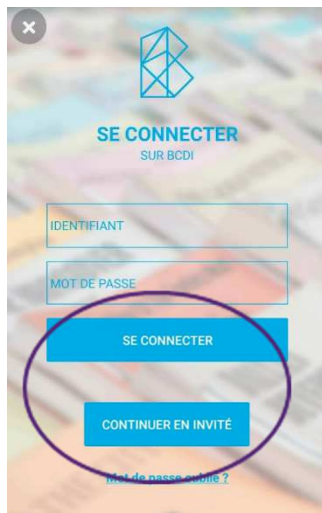 SE CONNECTER
SUR BCDI
IDENTIFIANT
MOT DE PASSE
SE CONNECTER
CONTINUER EN INVITÉ
Mot de passe oublié ?